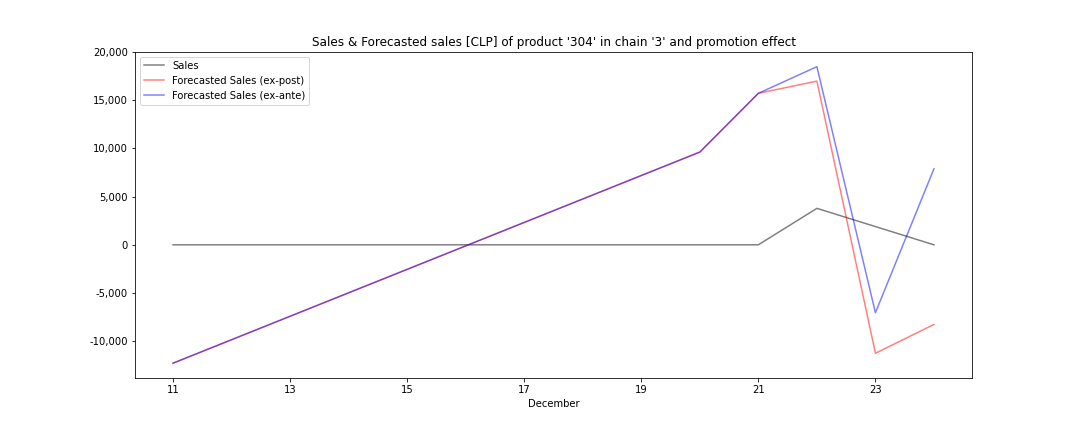 Sales & Forecasted sales [CLP] of product '304' in chain '3' and promotion effect
Sales
Forecasted Sales (ex-post)
Forecasted Sales (ex-ante)
20,000
15,000
10,000
5,000
0
-5,000
-10,000
11 13 15 17 19 21 23
December